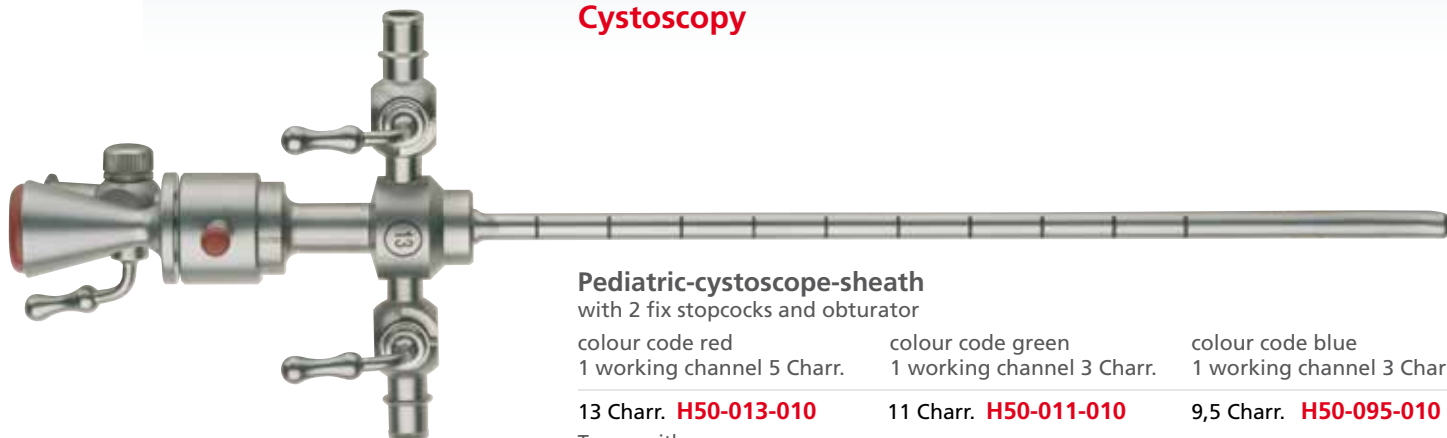 Cystoscopy
13
Pediatric-cystoscope-sheath
with 2 fix stopcocks and obturator
colour code red colour code green colour code blue
1 working channel 5 Charr. 1 working channel 3 Charr. 1 working channel 3 Char
13 Charr. H50-013-010 11 Charr. H50-011-010 9,5 Charr. H50-095-010